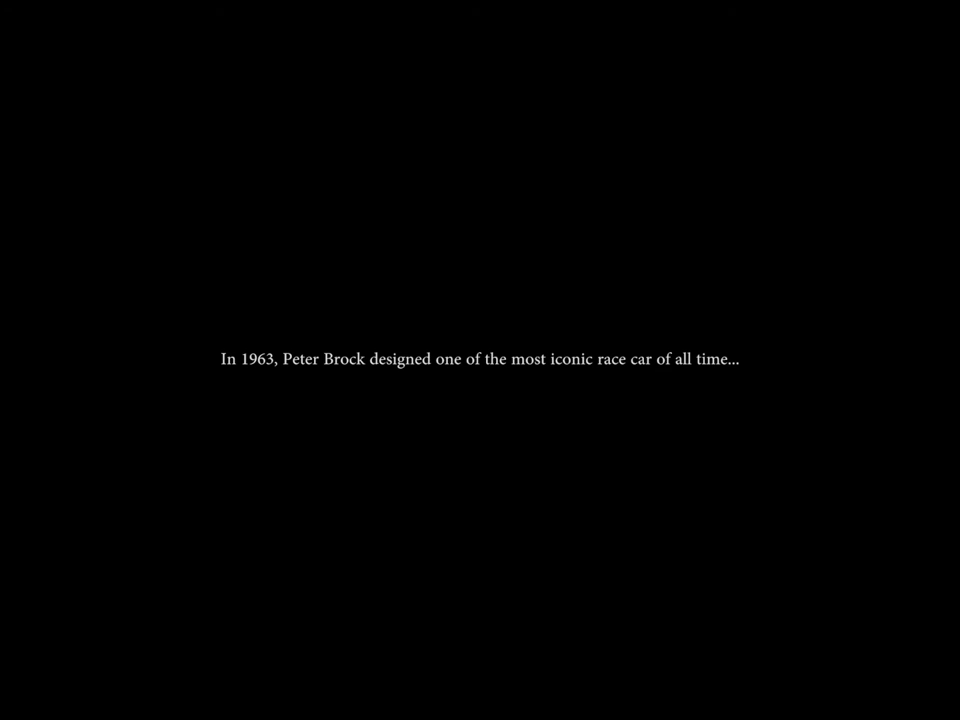 In 1963, Peter Brock designed one of the most iconic race car of all time...